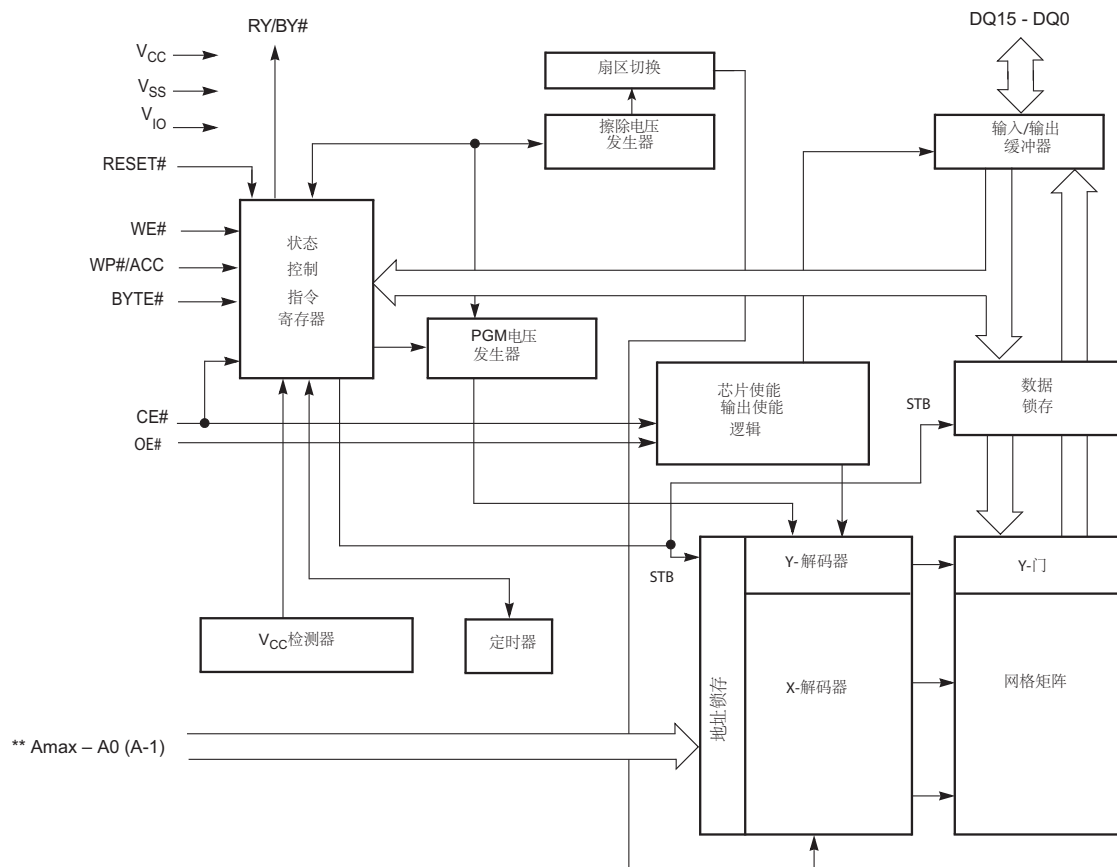 RY/BY#
DQ15 - DQ0
VCC
VSS
VIO
RESET#
WE#
WP#/ACC
BYTE#
CE#
OE#
扇区切换
擦除电压
发生器
输入/输出
缓冲器
状态
控制
指令
寄存器
PGM电压
发生器
芯片使能
输出使能
逻辑
STB
数据
锁存
STB
Y-解码器
Y-门
VCC检测器
定时器
地址锁存
X-解码器
网格矩阵
** Amax – A0 (A-1)